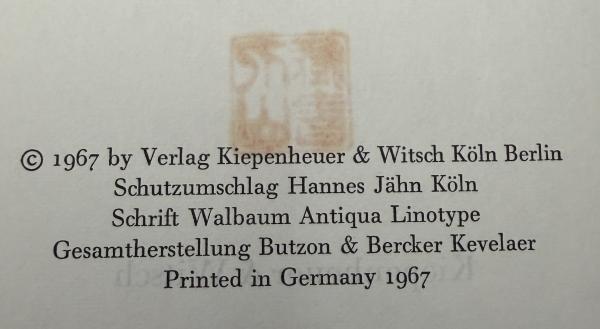 © 1967 by Verlag Kiepenheuer & Witsch Köln Berlin
Schutzumschlag Hannes Jähn Köln
Schrift Walbaum Antiqua Linotype
Gesamtherstellung Butzon & Bercker Kevelaer
Printed in Germany 1967